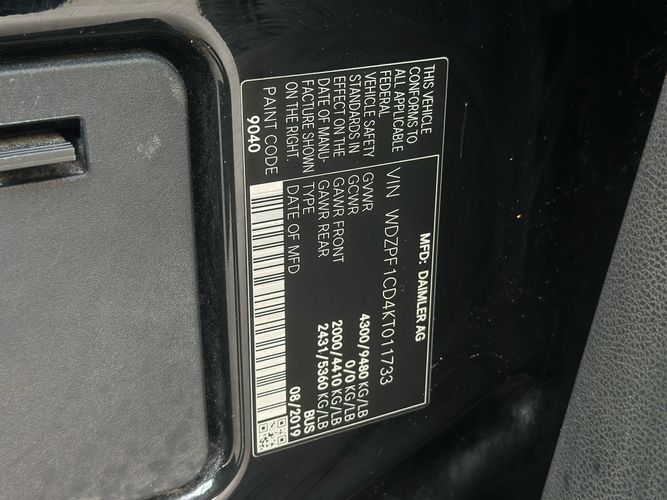 THIS VEHICLE
CONFORMS TO
ALL APPLICABLE
FEDERAL
VEHICLE SAFETY
STANDARDS IN
EFFECT ON THE
DATE OF MANU-
FACTURE SHOWN
ON THE RIGHT.
PAINT CODE
9040
MFD: DAIMLER AG
VIN WDZPF1CD4KT011733
GVWR 4300/9480 KG/LB
GCWR 0/0 KG/LB
GAWR FRONT 2000/4410 KG/LB
GAWR REAR 2431/5360 KG/LB
TYPE BUS
DATE OF MFD 08/2019